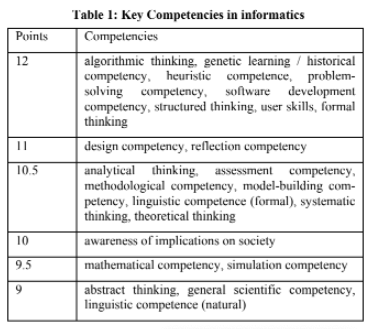 Table 1: Key Competencies in informatics
Points Competencies
12 algorithmic thinking, genetic learning / historical
competency, heuristic competence, problem-
solving competency, software development
competency, structured thinking, user skills, formal
thinking
11 design competency, reflection competency
10.5 analytical thinking, assessment competency,
methodological competency, model-building com-
petency, linguistic competence (formal), systematic
thinking, theoretical thinking
10 awareness of implications on society
9.5 mathematical competency, simulation competency
9 abstract thinking, general scientific competency,
linguistic competence (natural)